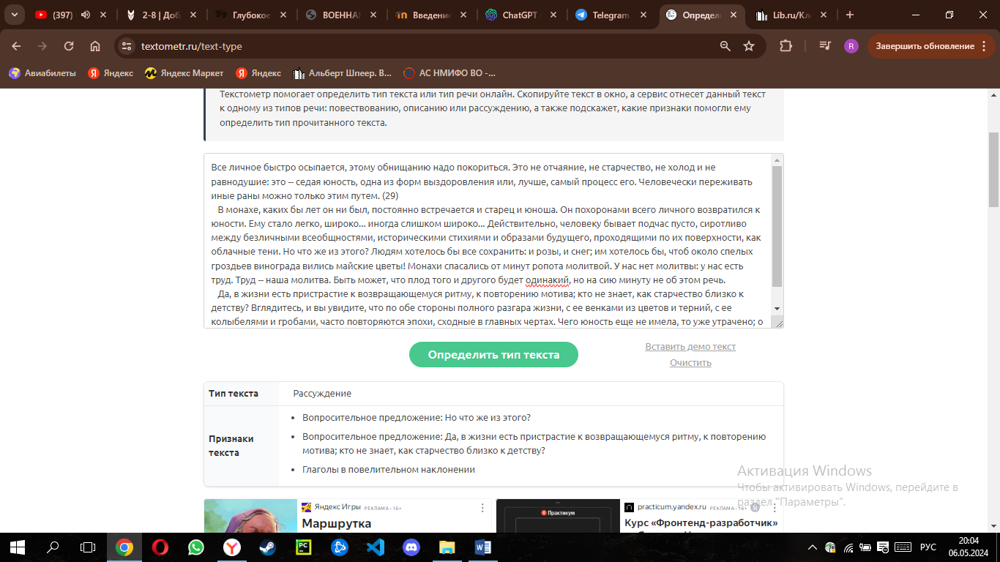 (397)
2-8 | Доб
Глубокое
ВОЕННАЯ
Введение
ChatGPT
Telegram
Определ
Lib.ru/Кл
textometr.ru/text-type
R
Завершить обновление
Авиабилеты
Яндекс
Яндекс Маркет
Яндекс
Альберт Шпеер. В...
АС НМИФО ВО -...
Текстометр помогает определить тип текста или тип речи онлайн. Скопируйте текст в окно, а сервис отнесет данный текст
к одному из типов речи: повествованию, описанию или рассуждению, а также подскажет, какие признаки помогли ему
определить тип прочитанного текста.
Все личное быстро осыпается, этому обнищанию надо покориться. Это не отчаяние, не старчество, не холод и не
равнодушие: это -- седая юность, одна из форм выздоровления или, лучше, самый процесс его. Человечески переживать
иные раны можно только этим путем. (29)
В монахе, каких бы лет он ни был, постоянно встречается и старец и юноша. Он похоронами всего личного возвратился к
юности. Ему стало легко, широко... иногда слишком широко... Действительно, человеку бывает подчас пусто, сиротливо
между безличными всеобщностями, историческими стихиями и образами будущего, проходящими по их поверхности, как
облачные тени. Но что же из этого? Людям хотелось бы все сохранить: и розы, и снег; им хотелось бы, чтоб около спелых
гроздьев винограда вились майские цветы! Монахи спасались от минут ропота молитвой. У нас нет молитвы: у нас есть
труд. Труд -- наша молитва. Быть может, что плод того и другого будет одинакий, но на сию минуту не об этом речь.
Да, в жизни есть пристрастие к возвращающемуся ритму, к повторению мотива; кто не знает, как старчество близко к
детству? Вглядитесь, и вы увидите, что по обе стороны полного разгара жизни, с ее венками из цветов и терний, с ее
колыбелями и гробами, часто повторяются эпохи, сходные в главных чертах. Чего юность еще не имела, то уже утрачено; о
Определить тип текста
Вставить демо текст
Очистить
Тип текста
Рассуждение
Признаки
текста
Вопросительное предложение: Но что же из этого?
Вопросительное предложение: Да, в жизни есть пристрастие к возвращающемуся ритму, к повторению
мотива; кто не знает, как старчество близко к детству?
Глаголы в повелительном наклонении
Активация Windows
Чтобы активировать Windows, перейдите в
раздел "Параметры".
Яндекс Игры РЕКЛАМА • 16+
Маршрутка
Практикум
practicum.yandex.ru РЕКЛАМА • 16+
Курс «Фронтенд-разработчик»
РУС
20:04
06.05.2024